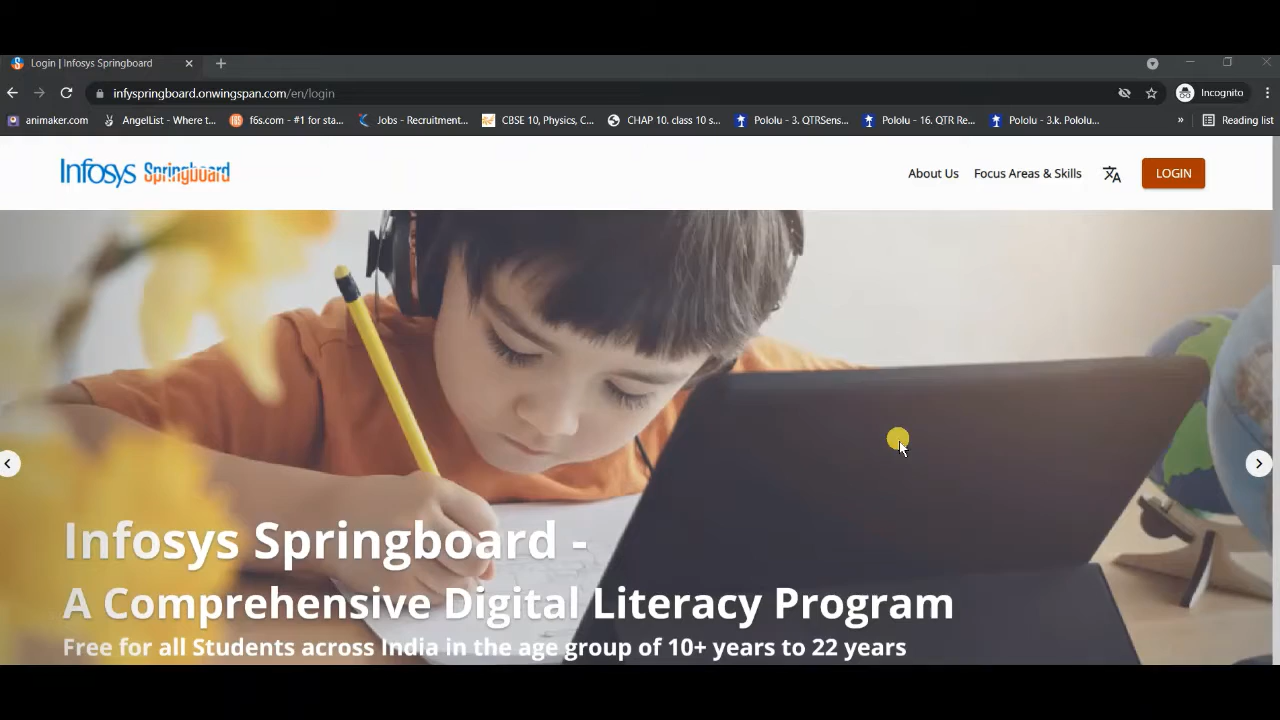 Login | Infosys Springboard
infyspringboard.onwingspan.com/en/login
Incognito
animaker.com
AngelList - Where t...
f6s.com - #1 for sta...
Jobs - Recruitment...
CBSE 10, Physics, C...
CHAP 10. class 10 s...
Pololu - 3. QTRSens...
Pololu - 16. QTR Re...
Pololu - 3.k. Pololu...
»
Reading list
Infosys Springboard
About Us
Focus Areas & Skills
LOGIN
Infosys Springboard -
A Comprehensive Digital Literacy Program
Free for all Students across India in the age group of 10+ years to 22 years